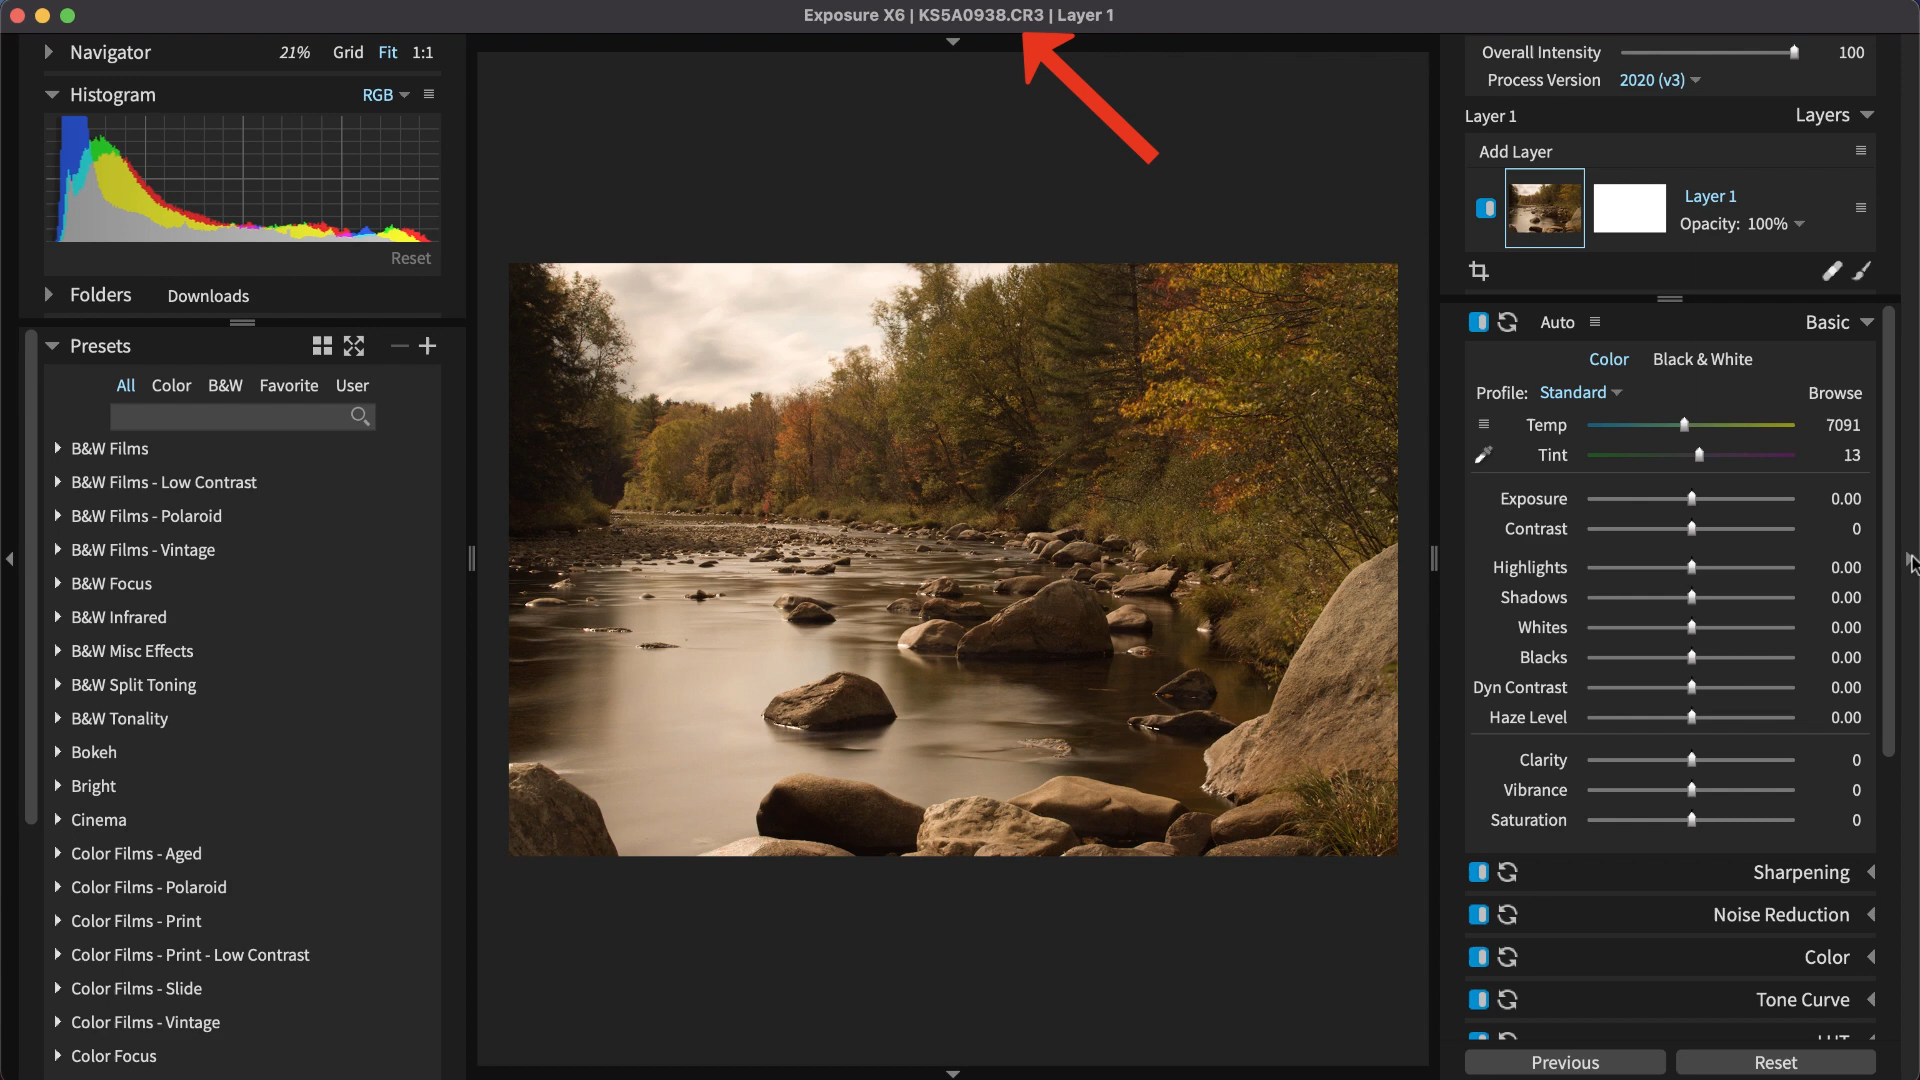 Exposure X6 | KS5A0938.CR3 | Layer 1
Navigator 21% Grid Fit 1:1
Histogram RGB
Reset
Folders Downloads
Presets
All Color B&W Favorite User
B&W Films
B&W Films - Low Contrast
B&W Films - Polaroid
B&W Films - Vintage
B&W Focus
B&W Infrared
B&W Misc Effects
B&W Split Toning
B&W Tonality
Bokeh
Bright
Cinema
Color Films - Aged
Color Films - Polaroid
Color Films - Print
Color Films - Print - Low Contrast
Color Films - Slide
Color Films - Vintage
Color Focus
Overall Intensity 100
Process Version 2020 (v3)
Layer 1 Layers
Add Layer
Layer 1
Opacity: 100%
Auto Basic
Color Black & White
Profile: Standard Browse
Temp 7091
Tint 13
Exposure 0.00
Contrast 0
Highlights 0.00
Shadows 0.00
Whites 0.00
Blacks 0.00
Dyn Contrast 0.00
Haze Level 0.00
Clarity 0
Vibrance 0
Saturation 0
Sharpening
Noise Reduction
Color
Tone Curve
Previous Reset